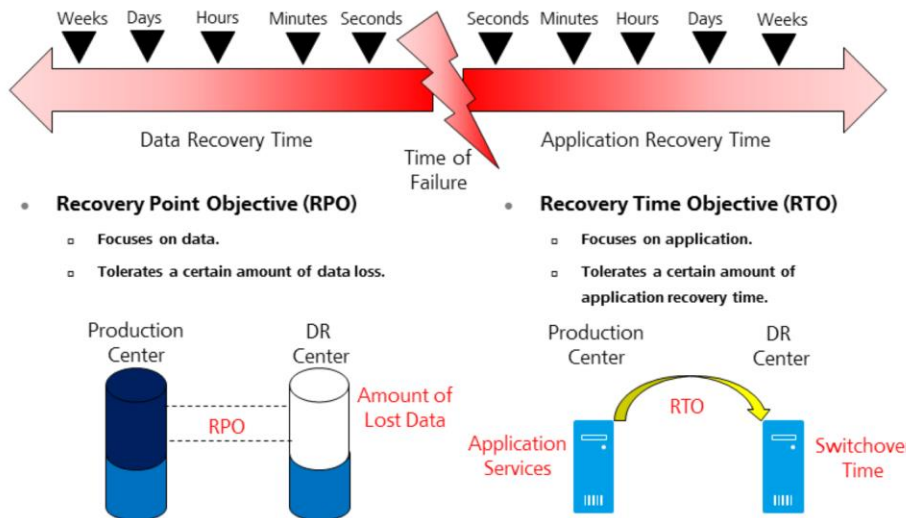 Weeks Days Hours Minutes Seconds Seconds Minutes Hours Days Weeks
Data Recovery Time
Application Recovery Time
Time of
Failure
• Recovery Point Objective (RPO)
Focuses on data.
Tolerates a certain amount of data loss.
Production
Center
DR
Center
RPO
Amount of
Lost Data
• Recovery Time Objective (RTO)
Focuses on application.
Tolerates a certain amount of
application recovery time.
Production
Center
DR
Center
RTO
Application
Services
Switchover
Time